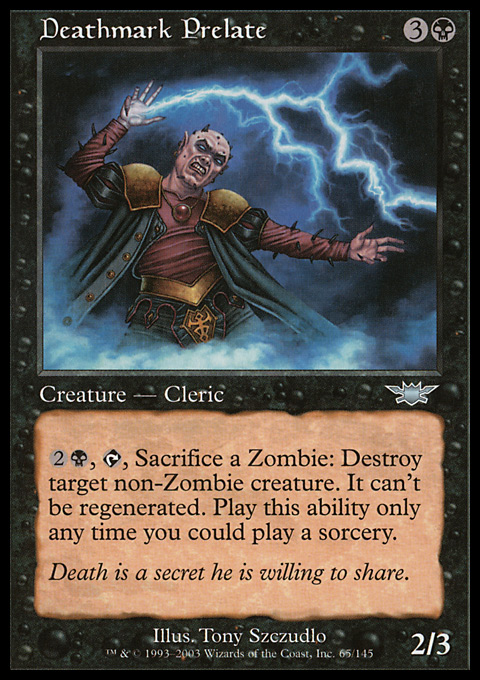 Deathmark Prelate 3
Creature — Cleric
2, , Sacrifice a Zombie: Destroy
target non-Zombie creature. It can't
be regenerated. Play this ability only
any time you could play a sorcery.
Death is a secret he is willing to share.
Illus. Tony Szczudlo
™ & © 1993–2003 Wizards of the Coast, Inc. 65/145
2/3